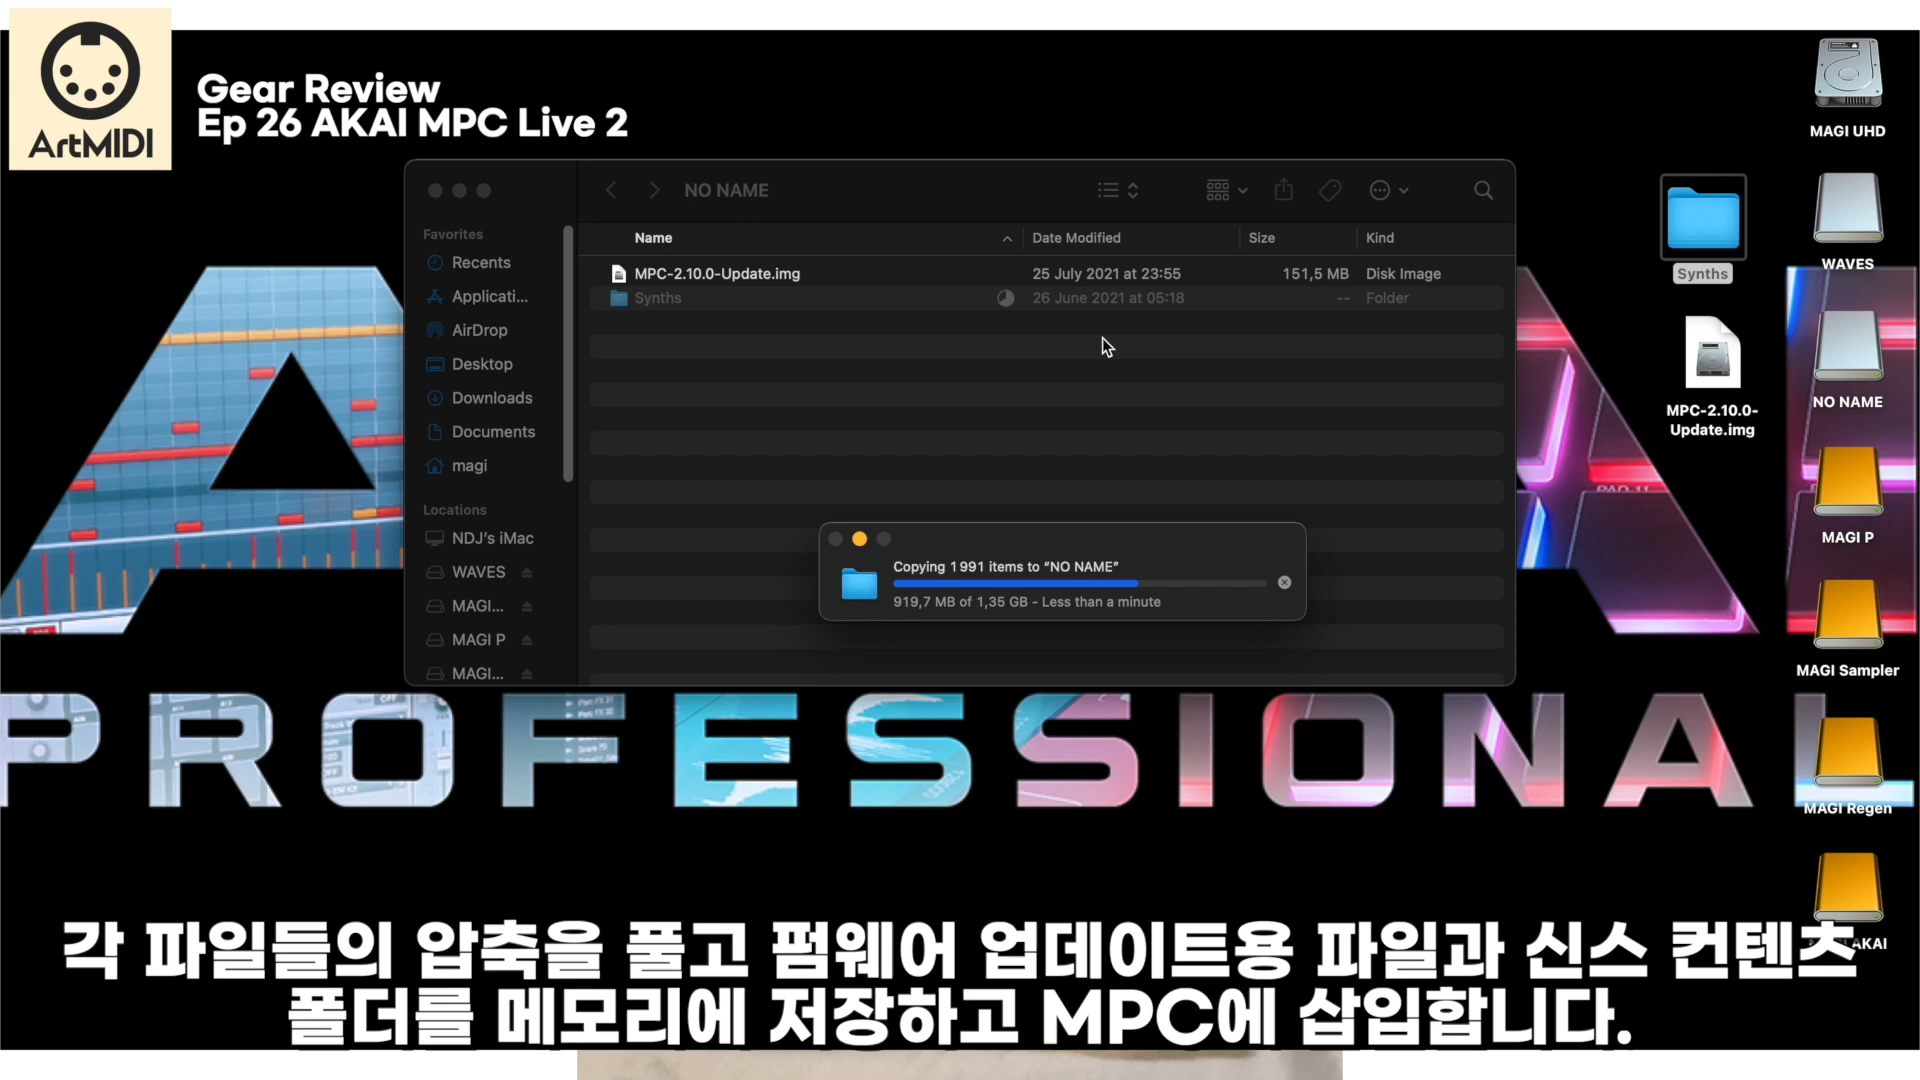 ArtMIDI
Gear Review
Ep 26 AKAI MPC Live 2
MAGI UHD
WAVES
NO NAME
MAGI P
MAGI Sampler
MAGI Regen
AKAI
Synths
MPC-2.10.0-
Update.img
NO NAME
Favorites
Recents
Applicati...
AirDrop
Desktop
Downloads
Documents
magi
Locations
NDJ's iMac
WAVES
MAGI...
MAGI P
MAGI...
Name Date Modified Size Kind
MPC-2.10.0-Update.img 25 July 2021 at 23:55 151,5 MB Disk Image
Synths 26 June 2021 at 05:18 -- Folder
Copying 1 991 items to “NO NAME”
919,7 MB of 1,35 GB - Less than a minute
PROFESSIONAL
각 파일들의 압축을 풀고 펌웨어 업데이트용 파일과 신스 컨텐츠
폴더를 메모리에 저장하고 MPC에 삽입합니다.